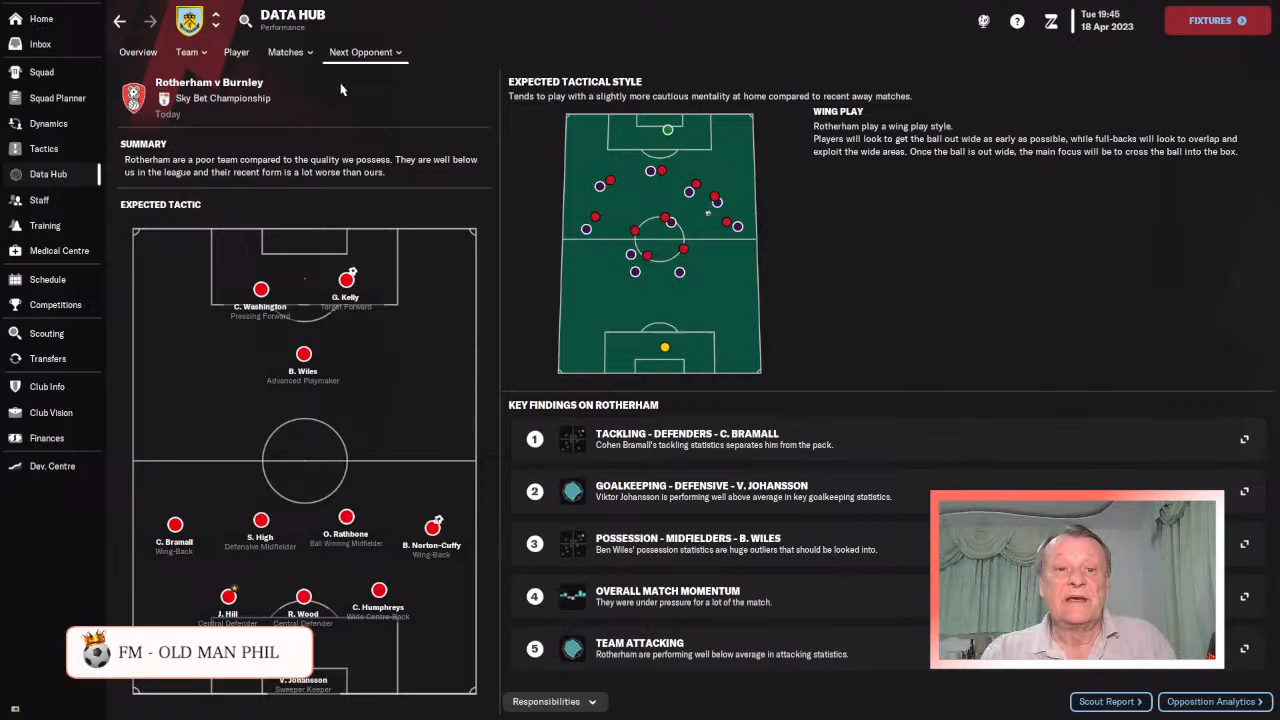 Home
Inbox
Squad
Squad Planner
Dynamics
Tactics
Data Hub
Staff
Training
Medical Centre
Schedule
Competitions
Scouting
Transfers
Club Info
Club Vision
Finances
Dev. Centre
DATA HUB
Performance
Tue 19:45
18 Apr 2023
FIXTURES
Overview
Team
Player
Matches
Next Opponent
Rotherham v Burnley
Sky Bet Championship
Today
SUMMARY
Rotherham are a poor team compared to the quality we possess. They are well below
us in the league and their recent form is a lot worse than ours.
EXPECTED TACTIC
G. Kelly
Target Forward
C. Washington
Pressing Forward
B. Wiles
Advanced Playmaker
C. Bramall
Wing-Back
S. High
Defensive Midfielder
O. Rathbone
Ball Winning Midfielder
B. Norton-Cuffy
Wing-Back
J. Hill
Central Defender
R. Wood
Central Defender
C. Humphreys
Wide Centre-Back
V. Johansson
Sweeper Keeper
FM - OLD MAN PHIL
EXPECTED TACTICAL STYLE
Tends to play with a slightly more cautious mentality at home compared to recent away matches.
WING PLAY
Rotherham play a wing play style.
Players will look to get the ball out wide as early as possible, while full-backs will look to overlap and
exploit the wide areas. Once the ball is out wide, the main focus will be to cross the ball into the box.
KEY FINDINGS ON ROTHERHAM
1
TACKLING - DEFENDERS - C. BRAMALL
Cohen Bramall's tackling statistics separates him from the pack.
2
GOALKEEPING - DEFENSIVE - V. JOHANSSON
Viktor Johansson is performing well above average in key goalkeeping statistics.
3
POSSESSION - MIDFIELDERS - B. WILES
Ben Wiles' possession statistics are huge outliers that should be looked into.
4
OVERALL MATCH MOMENTUM
They were under pressure for a lot of the match.
5
TEAM ATTACKING
Rotherham are performing well below average in attacking statistics.
Responsibilities
Scout Report
Opposition Analytics